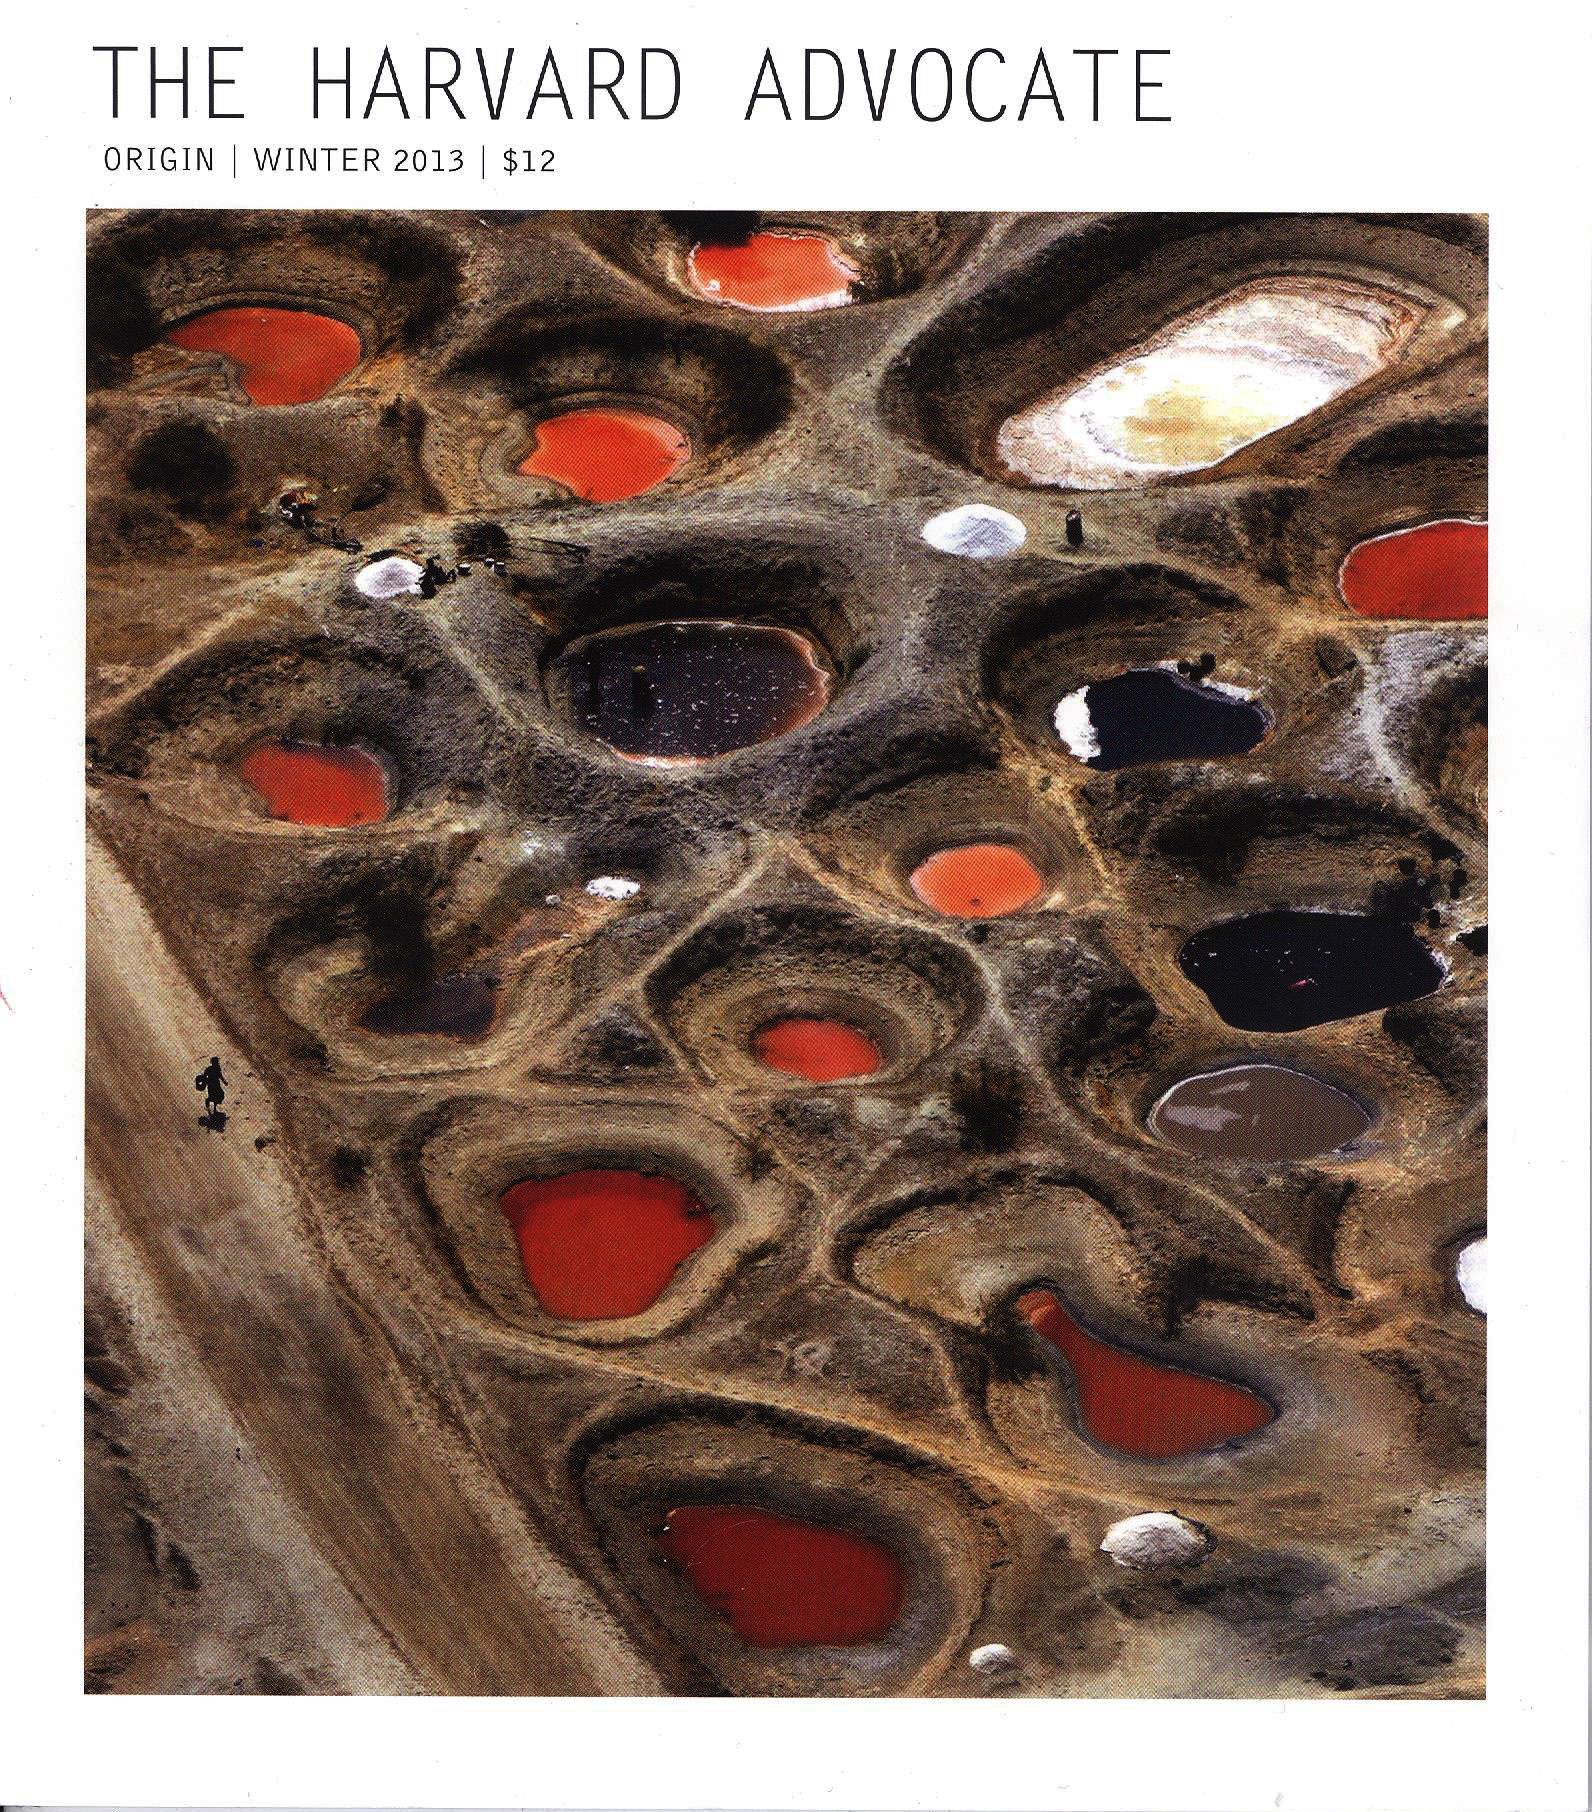 THE HARVARD ADVOCATE
ORIGIN | WINTER 2013 | $12